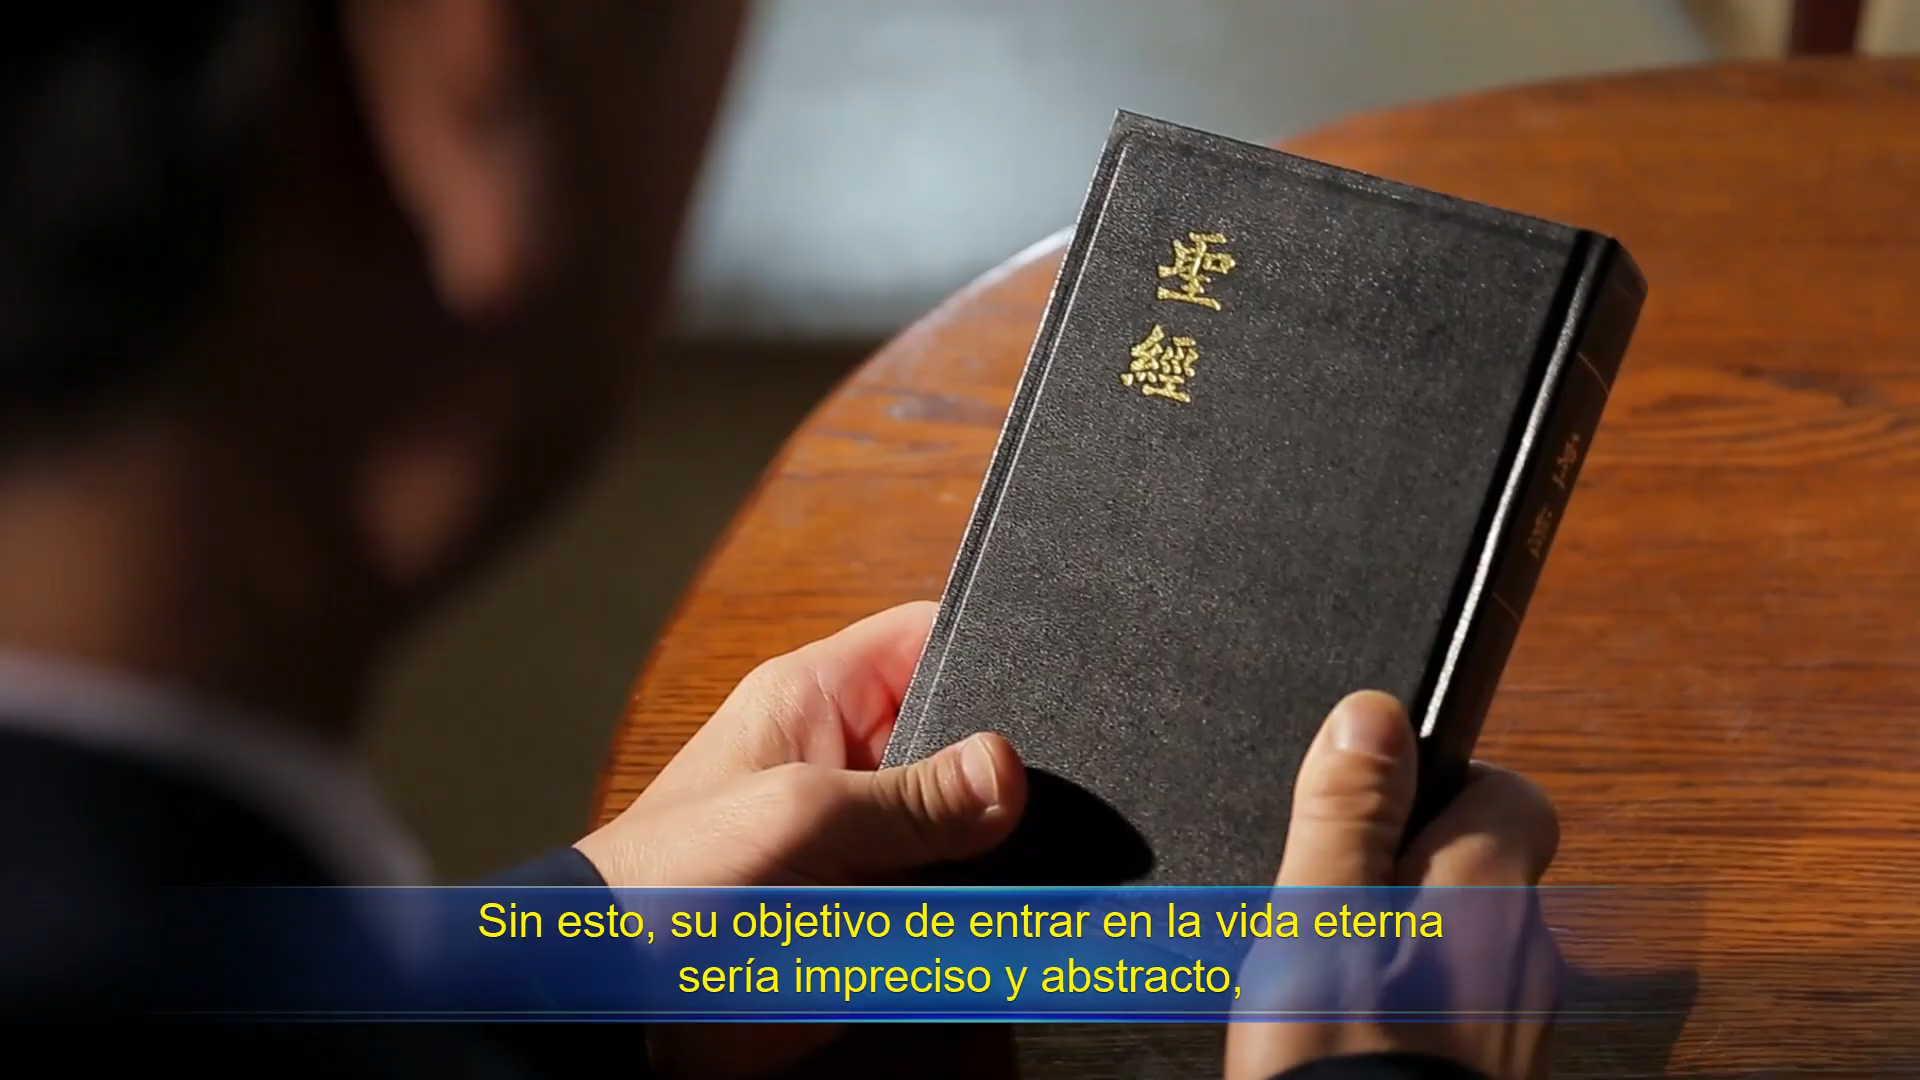 聖
經
Sin esto, su objetivo de entrar en la vida eterna
sería impreciso y abstracto,